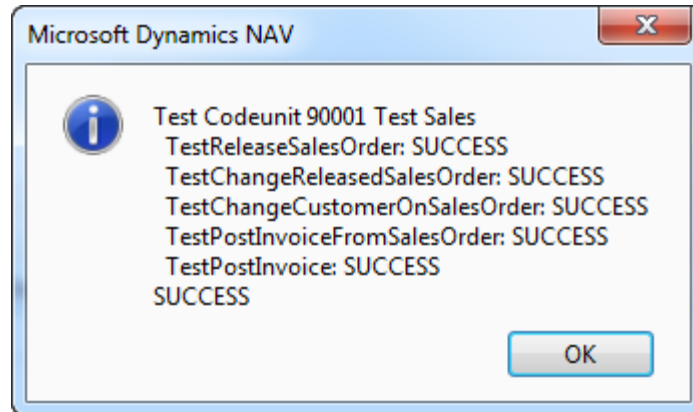 Microsoft Dynamics NAV
Test Codeunit 90001 Test Sales
TestReleaseSalesOrder: SUCCESS
TestChangeReleasedSalesOrder: SUCCESS
TestChangeCustomerOnSalesOrder: SUCCESS
TestPostInvoiceFromSalesOrder: SUCCESS
TestPostInvoice: SUCCESS
SUCCESS
OK